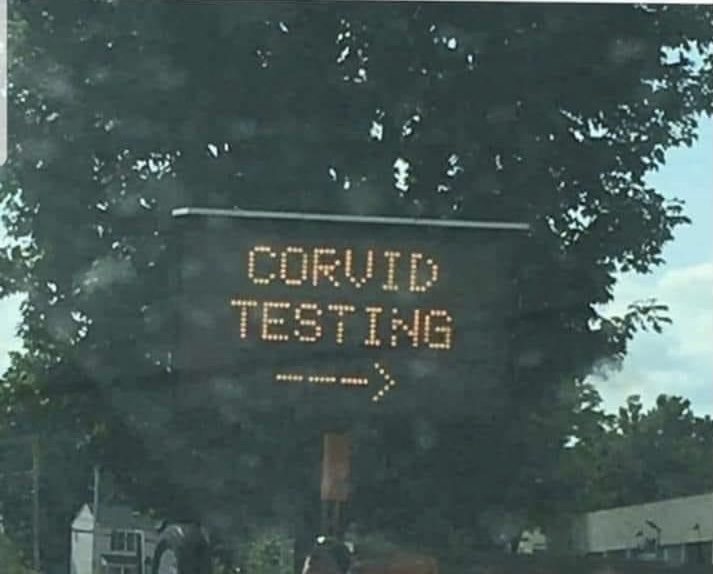 CORVID
TESTING
--->